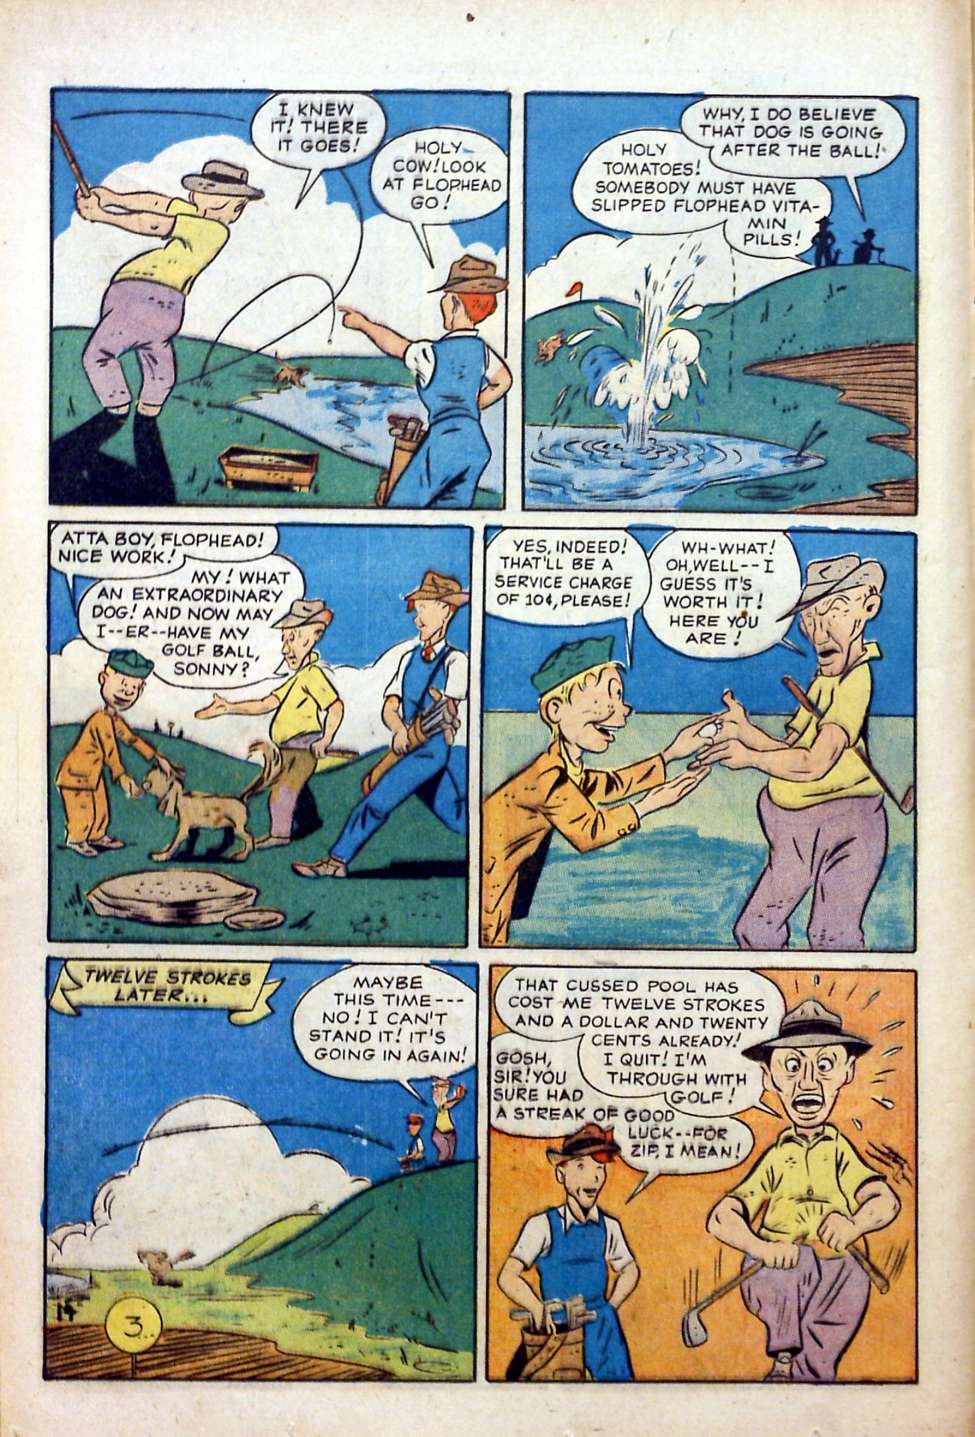 I KNEW
IT! THERE
IT GOES!
HOLY
COW! LOOK
AT FLOPHEAD
GO!
WHY, I DO BELIEVE
THAT DOG IS GOING
AFTER THE BALL!
HOLY
TOMATOES!
SOMEBODY MUST HAVE
SLIPPED FLOPHEAD VITA-
MIN
PILLS!
ATTA BOY, FLOPHEAD!
NICE WORK!
MY! WHAT
AN EXTRAORDINARY
DOG! AND NOW MAY
I--ER--HAVE MY
GOLF BALL,
SONNY?
YES, INDEED!
THAT'LL BE A
SERVICE CHARGE
OF 10¢, PLEASE!
WH-WHAT!
OH, WELL--I
GUESS IT'S
WORTH IT!
HERE YOU
ARE!
TWELVE STROKES
LATER...
MAYBE
THIS TIME---
NO! I CAN'T
STAND IT! IT'S
GOING IN AGAIN!
3
THAT CUSSED POOL HAS
COST ME TWELVE STROKES
AND A DOLLAR AND TWENTY
CENTS ALREADY!
I QUIT! I'M
THROUGH WITH
GOLF!
GOSH,
SIR! YOU
SURE HAD
A STREAK OF GOOD
LUCK--FOR
ZIP, I MEAN!